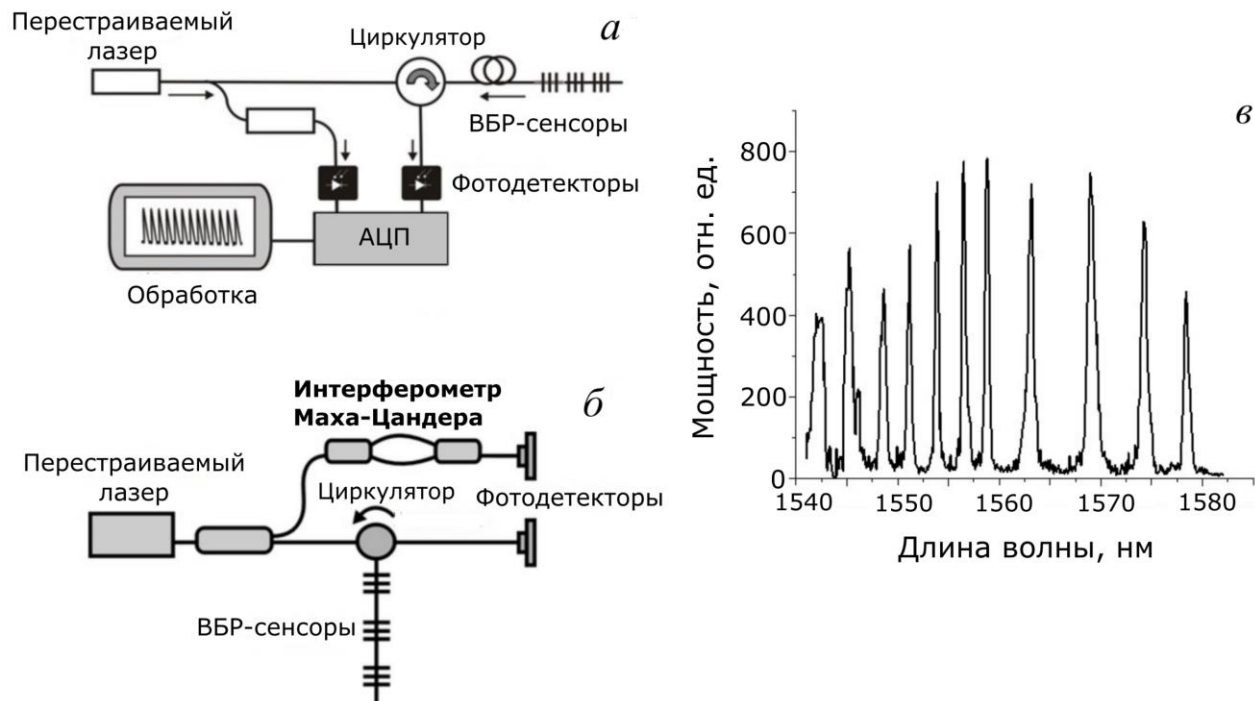 Перестраиваемый
лазер
Циркулятор
а
ВБР-сенсоры
Фотодетекторы
АЦП
Обработка
Интерферометр
Маха-Цандера
б
Перестраиваемый
лазер
Циркулятор
Фотодетекторы
ВБР-сенсоры
в
Мощность, отн. ед.
800
600
400
200
0
1540
1550
1560
1570
1580
Длина волны, нм